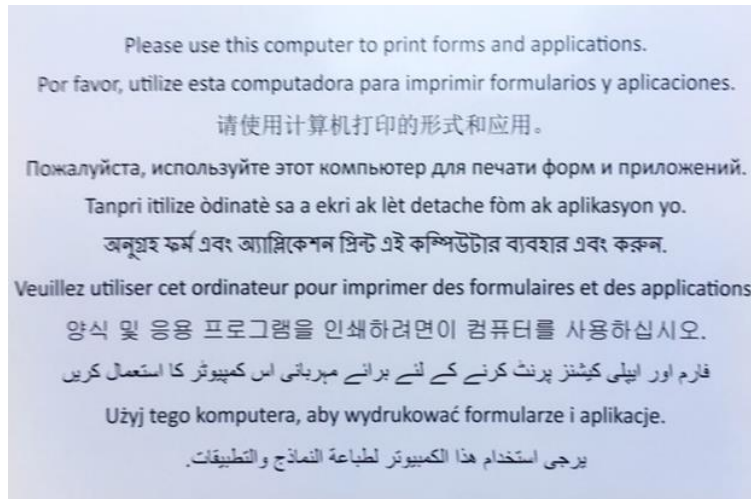 Please use this computer to print forms and applications.
Por favor, utilize esta computadora para imprimir formularios y aplicaciones.
请使用计算机打印的形式和应用。
Пожалуйста, используйте этот компьютер для печати форм и приложений.
Tanpri itilize òdinatè sa a ekri ak lèt detache fòm ak aplikasyon yo.
অনুগ্রহ ফর্ম এবং অ্যাপ্লিকেশন প্রিন্ট এই কম্পিউটার ব্যবহার এবং করুন.
Veuillez utiliser cet ordinateur pour imprimer des formulaires et des applications
양식 및 응용 프로그램을 인쇄하려면이 컴퓨터를 사용하십시오.
فارم اور ایپلی کیشنز پرنٹ کرنے کے لئے برائے مہربانی اس کمپیوٹر کا استعمال کریں
Użyj tego komputera, aby wydrukować formularze i aplikacje.
يرجى استخدام هذا الكمبيوتر لطباعة النماذج والتطبيقات.